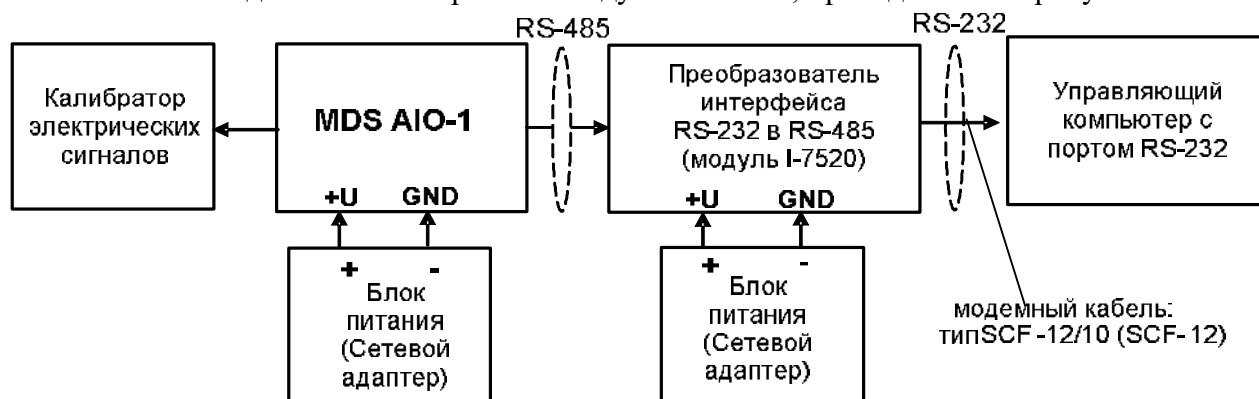 RS-485
RS-232
Калибратор
электрических
сигналов
MDS AIO-1
+U GND
Преобразователь
интерфейса
RS-232 в RS-485
(модуль I-7520)
+U GND
Управляющий
компьютер с
портом RS-232
+ -
Блок
питания
(Сетевой
адаптер)
+ -
Блок
питания
(Сетевой
адаптер)
модемный кабель:
тип SCF-12/10 (SCF-12)